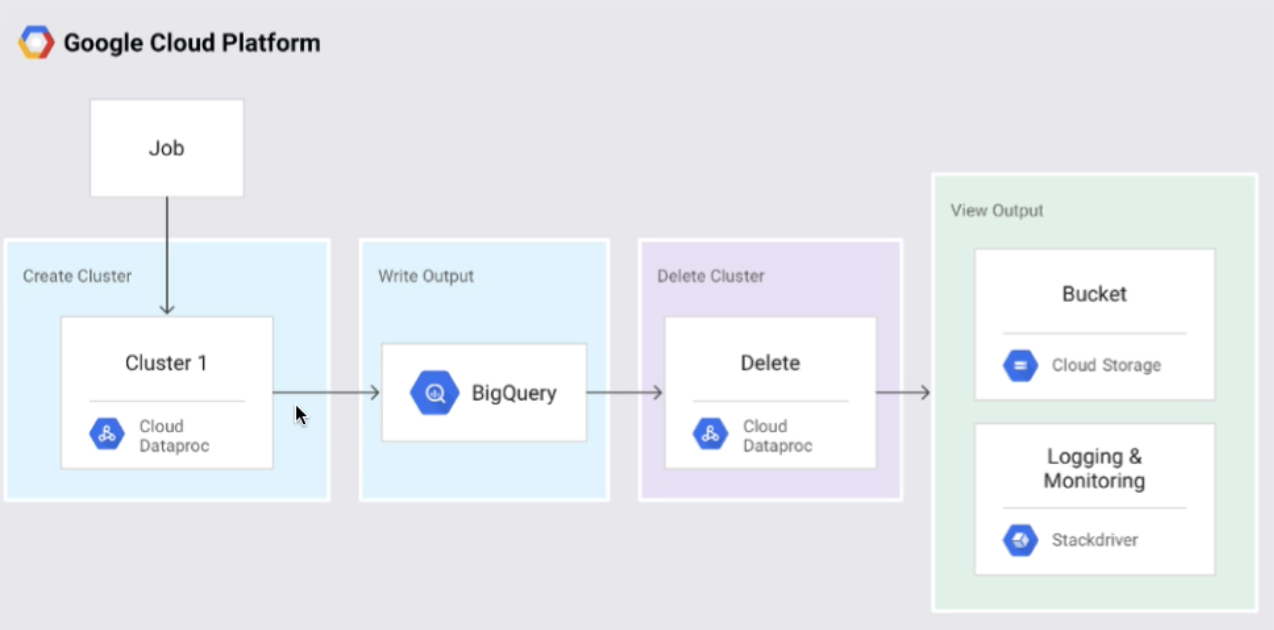 Google Cloud Platform
Job
Create Cluster
Cluster 1
Cloud
Dataproc
Write Output
BigQuery
Delete Cluster
Delete
Cloud
Dataproc
View Output
Bucket
Cloud Storage
Logging &
Monitoring
Stackdriver